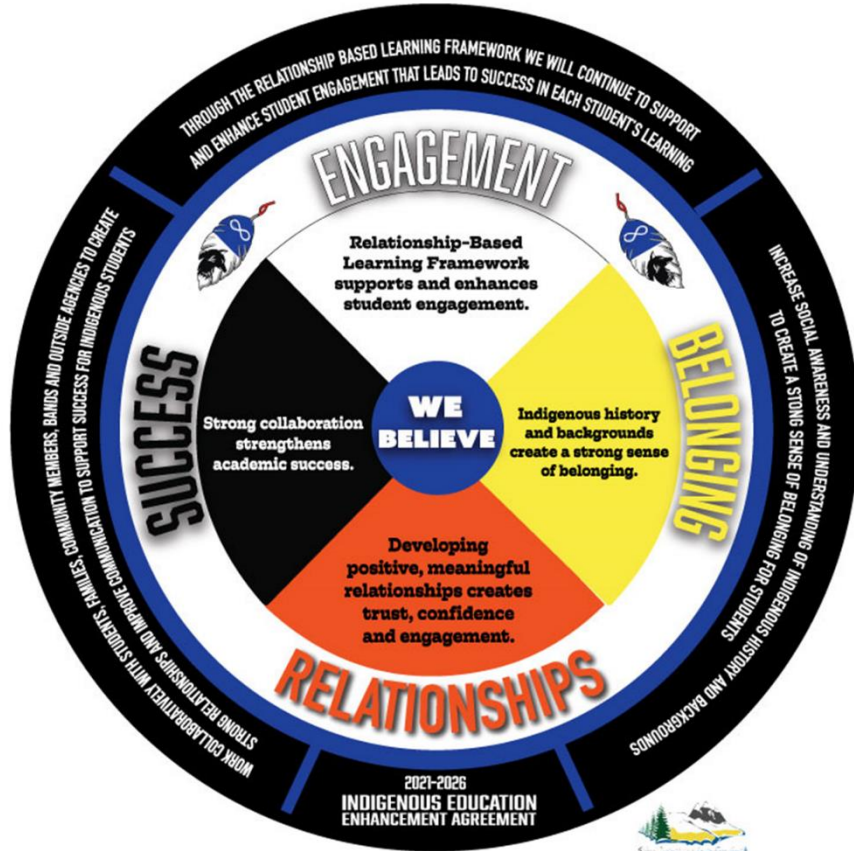 THROUGH THE RELATIONSHIP BASED LEARNING FRAMEWORK WE WILL CONTINUE TO SUPPORT
AND ENHANCE STUDENT ENGAGEMENT THAT LEADS TO SUCCESS IN EACH STUDENT'S LEARNING
ENGAGEMENT
Relationship-Based
Learning Framework
supports and enhances
student engagement.
INCREASE SOCIAL AWARENESS AND UNDERSTANDING OF INDIGENOUS HISTORY AND BACKGROUNDS
TO CREATE A STONG SENSE OF BELONGING FOR STUDENTS
BELONGING
Indigenous history
and backgrounds
create a strong sense
of belonging.
WE
BELIEVE
SUCCESS
Strong collaboration
strengthens
academic success.
WORK COLLABORATIVELY WITH STUDENTS, FAMILIES, COMMUNITY MEMBERS, BANDS AND OUTSIDE AGENCIES TO CREATE
STRONG RELATIONSHIPS AND IMPROVE COMMUNICATION TO SUPPORT SUCCESS FOR INDIGENOUS STUDENTS
Developing
positive, meaningful
relationships creates
trust, confidence
and engagement.
RELATIONSHIPS
2021-2026
INDIGENOUS EDUCATION
ENHANCEMENT AGREEMENT